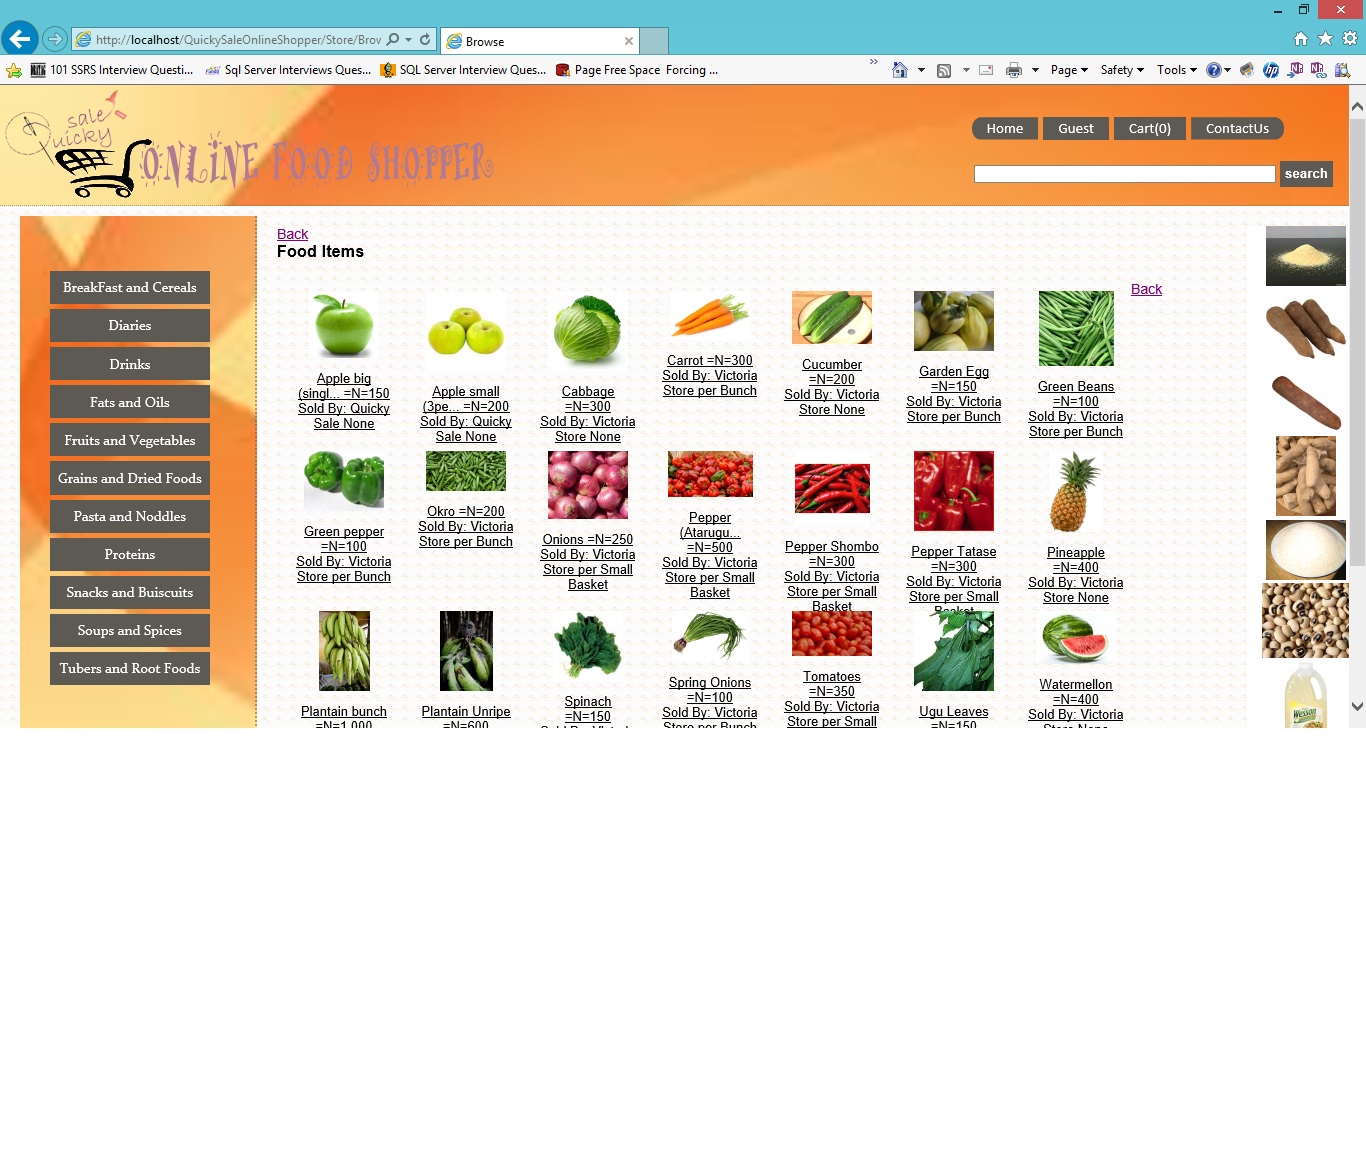 http://localhost/QuickySaleOnlineShopper/Store/Brow
Browse
101 SSRS Interview Questi...
Sql Server Interviews Ques...
SQL Server Interview Ques...
Page Free Space Forcing ...
Page
Safety
Tools
sale
Quicky
ONLINE FOOD SHOPPER
Home
Guest
Cart(0)
ContactUs
search
BreakFast and Cereals
Diaries
Drinks
Fats and Oils
Fruits and Vegetables
Grains and Dried Foods
Pasta and Noddles
Proteins
Snacks and Buiscuits
Soups and Spices
Tubers and Root Foods
Back
Food Items
Back
Apple big
(singl... =N=150
Sold By: Quicky
Sale None
Apple small
(3pe... =N=200
Sold By: Quicky
Sale None
Cabbage
=N=300
Sold By: Victoria
Store None
Carrot =N=300
Sold By: Victoria
Store per Bunch
Cucumber
=N=200
Sold By: Victoria
Store None
Garden Egg
=N=150
Sold By: Victoria
Store per Bunch
Green Beans
=N=100
Sold By: Victoria
Store per Bunch
Green pepper
=N=100
Sold By: Victoria
Store per Bunch
Okro =N=200
Sold By: Victoria
Store per Bunch
Onions =N=250
Sold By: Victoria
Store per Small
Basket
Pepper
(Atarugu...
=N=500
Sold By: Victoria
Store per Small
Basket
Pepper Shombo
=N=300
Sold By: Victoria
Store per Small
Basket
Pepper Tatase
=N=300
Sold By: Victoria
Store per Small
Basket
Pineapple
=N=400
Sold By: Victoria
Store None
Plantain bunch
=N=1,000
Plantain Unripe
=N=600
Spinach
=N=150
Sold By: Victoria
Spring Onions
=N=100
Sold By: Victoria
Store per Bunch
Tomatoes
=N=350
Sold By: Victoria
Store per Small
Ugu Leaves
=N=150
Watermellon
=N=400
Sold By: Victoria
Store None
Wesson